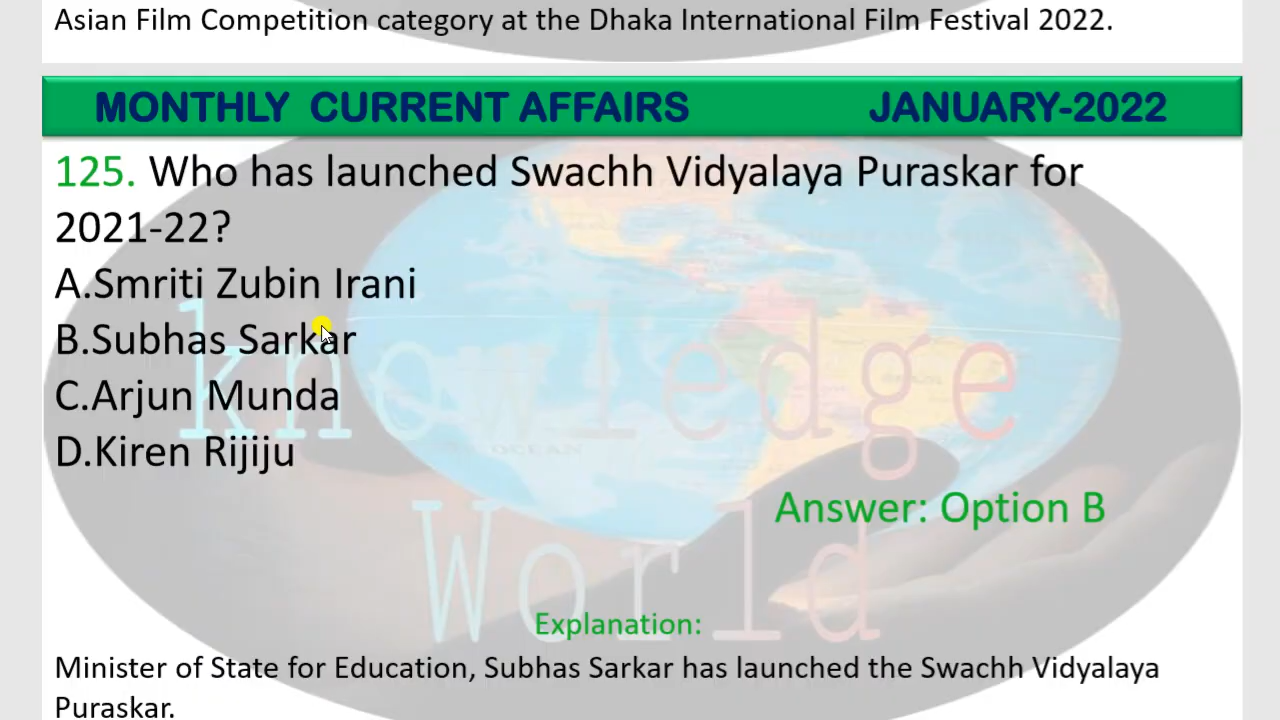 Asian Film Competition category at the Dhaka International Film Festival 2022.
MONTHLY CURRENT AFFAIRS JANUARY-2022
125. Who has launched Swachh Vidyalaya Puraskar for
2021-22?
A.Smriti Zubin Irani
B.Subhas Sarkar
C.Arjun Munda
D.Kiren Rijiju
Answer: Option B
knowledge
World
OCEAN
Explanation:
Minister of State for Education, Subhas Sarkar has launched the Swachh Vidyalaya
Puraskar.